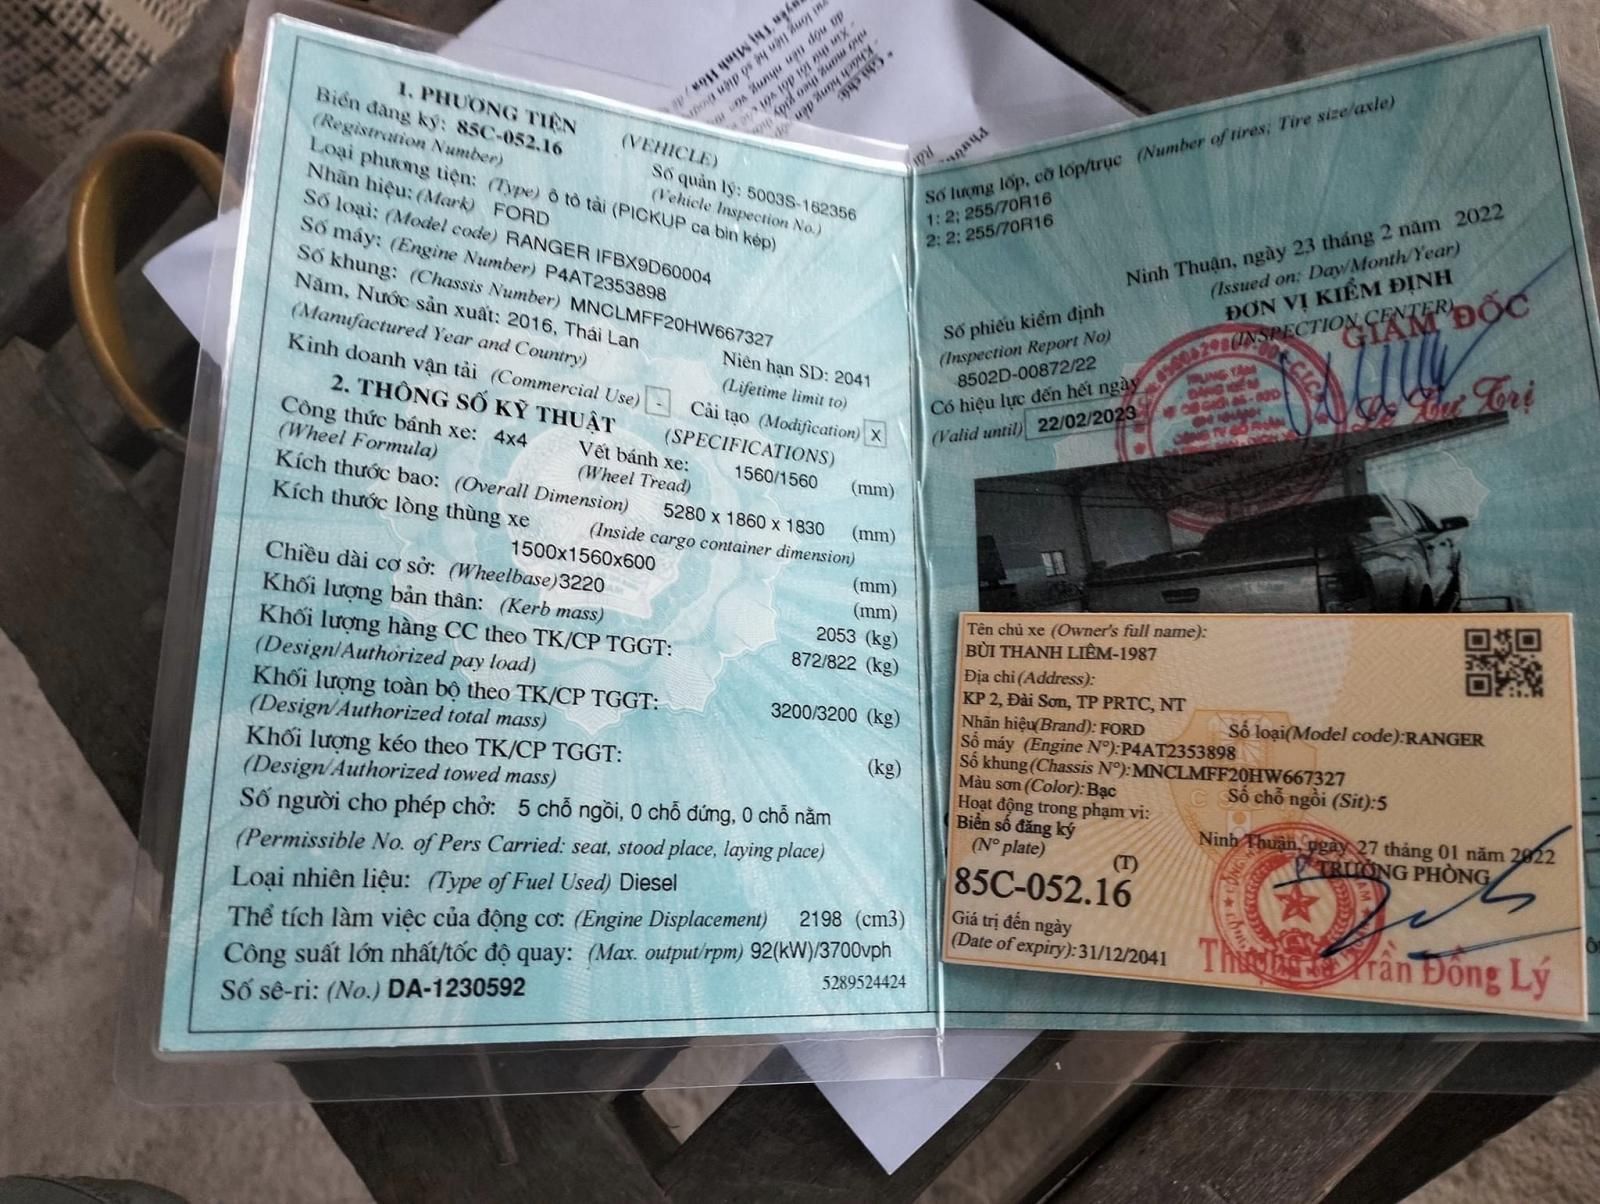 1. PHƯƠNG TIỆN (VEHICLE)
Biển đăng ký: 85C-052.16 Số quản lý: 5003S-162356
(Registration Number) (Vehicle Inspection No.)
Loại phương tiện: (Type) ô tô tải (PICKUP ca bin kép)
Nhãn hiệu: (Mark) FORD
Số loại: (Model code) RANGER IFBX9D60004
Số máy: (Engine Number) P4AT2353898
Số khung: (Chassis Number) MNCLMFF20HW667327
Năm, Nước sản xuất: 2016, Thái Lan Niên hạn SD: 2041
(Manufactured Year and Country) (Lifetime limit to)
Kinh doanh vận tải (Commercial Use) - Cải tạo (Modification) X
2. THÔNG SỐ KỸ THUẬT (SPECIFICATIONS)
Công thức bánh xe: 4x4 Vết bánh xe: 1560/1560 (mm)
(Wheel Formula) (Wheel Tread)
Kích thước bao: (Overall Dimension) 5280 x 1860 x 1830 (mm)
Kích thước lòng thùng xe (Inside cargo container dimension)
1500x1560x600 (mm)
Chiều dài cơ sở: (Wheelbase) 3220 (mm)
Khối lượng bản thân: (Kerb mass) 2053 (kg)
Khối lượng hàng CC theo TK/CP TGGT: 872/822 (kg)
(Design/Authorized pay load)
Khối lượng toàn bộ theo TK/CP TGGT: 3200/3200 (kg)
(Design/Authorized total mass)
Khối lượng kéo theo TK/CP TGGT: (kg)
(Design/Authorized towed mass)
Số người cho phép chở: 5 chỗ ngồi, 0 chỗ đứng, 0 chỗ nằm
(Permissible No. of Pers Carried: seat, stood place, laying place)
Loại nhiên liệu: (Type of Fuel Used) Diesel
Thể tích làm việc của động cơ: (Engine Displacement) 2198 (cm3)
Công suất lớn nhất/tốc độ quay: (Max. output/rpm) 92(kW)/3700vph
Số sê-ri: (No.) DA-1230592 5289524424
Số lượng lốp, cỡ lốp/trục (Number of tires; Tire size/axle)
1: 2; 255/70R16
2: 2; 255/70R16
Ninh Thuận, ngày 23 tháng 2 năm 2022
(Issued on: Day/Month/Year)
ĐƠN VỊ KIỂM ĐỊNH
(INSPECTION CENTER)
GIÁM ĐỐC
Số phiếu kiểm định
(Inspection Report No)
8502D-00872/22
Có hiệu lực đến hết ngày
(Valid until) 22/02/2023
Tên chủ xe (Owner's full name):
BÙI THANH LIÊM-1987
Địa chỉ (Address):
KP 2, Đài Sơn, TP PRTC, NT
Nhãn hiệu(Brand): FORD Số loại(Model code):RANGER
Số máy (Engine N°):P4AT2353898
Số khung(Chassis N°):MNCLMFF20HW667327
Màu sơn(Color): Bạc Số chỗ ngồi (Sit):5
Hoạt động trong phạm vi:
Biển số đăng ký
(N° plate) (T)
85C-052.16
Giá trị đến ngày
(Date of expiry): 31/12/2041
Ninh Thuận, ngày 27 tháng 01 năm 2022
TRƯỞNG PHÒNG
Trần Đồng Lý